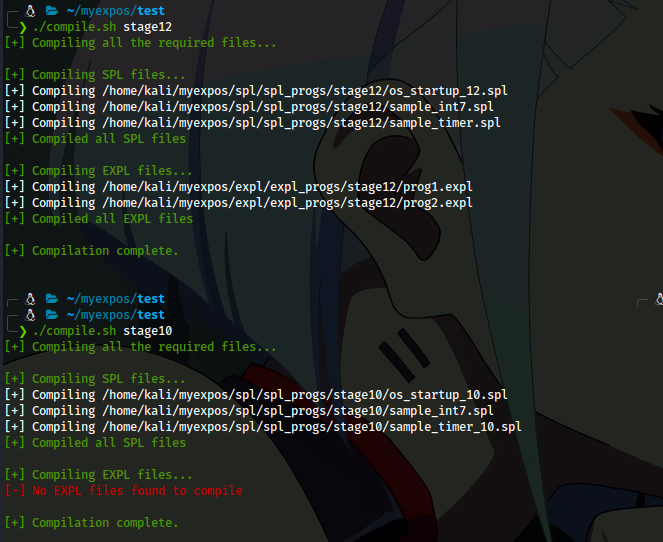 ~/myexpos/test
❯ ./compile.sh stage12
[+] Compiling all the required files...
[+] Compiling SPL files...
[+] Compiling /home/kali/myexpos/spl/spl_progs/stage12/os_startup_12.spl
[+] Compiling /home/kali/myexpos/spl/spl_progs/stage12/sample_int7.spl
[+] Compiling /home/kali/myexpos/spl/spl_progs/stage12/sample_timer.spl
[+] Compiled all SPL files
[+] Compiling EXPL files...
[+] Compiling /home/kali/myexpos/expl/expl_progs/stage12/prog1.expl
[+] Compiling /home/kali/myexpos/expl/expl_progs/stage12/prog2.expl
[+] Compiled all EXPL files
[+] Compilation complete.
~/myexpos/test
~/myexpos/test
❯ ./compile.sh stage10
[+] Compiling all the required files...
[+] Compiling SPL files...
[+] Compiling /home/kali/myexpos/spl/spl_progs/stage10/os_startup_10.spl
[+] Compiling /home/kali/myexpos/spl/spl_progs/stage10/sample_int7.spl
[+] Compiling /home/kali/myexpos/spl/spl_progs/stage10/sample_timer_10.spl
[+] Compiled all SPL files
[+] Compiling EXPL files...
[-] No EXPL files found to compile
[+] Compilation complete.